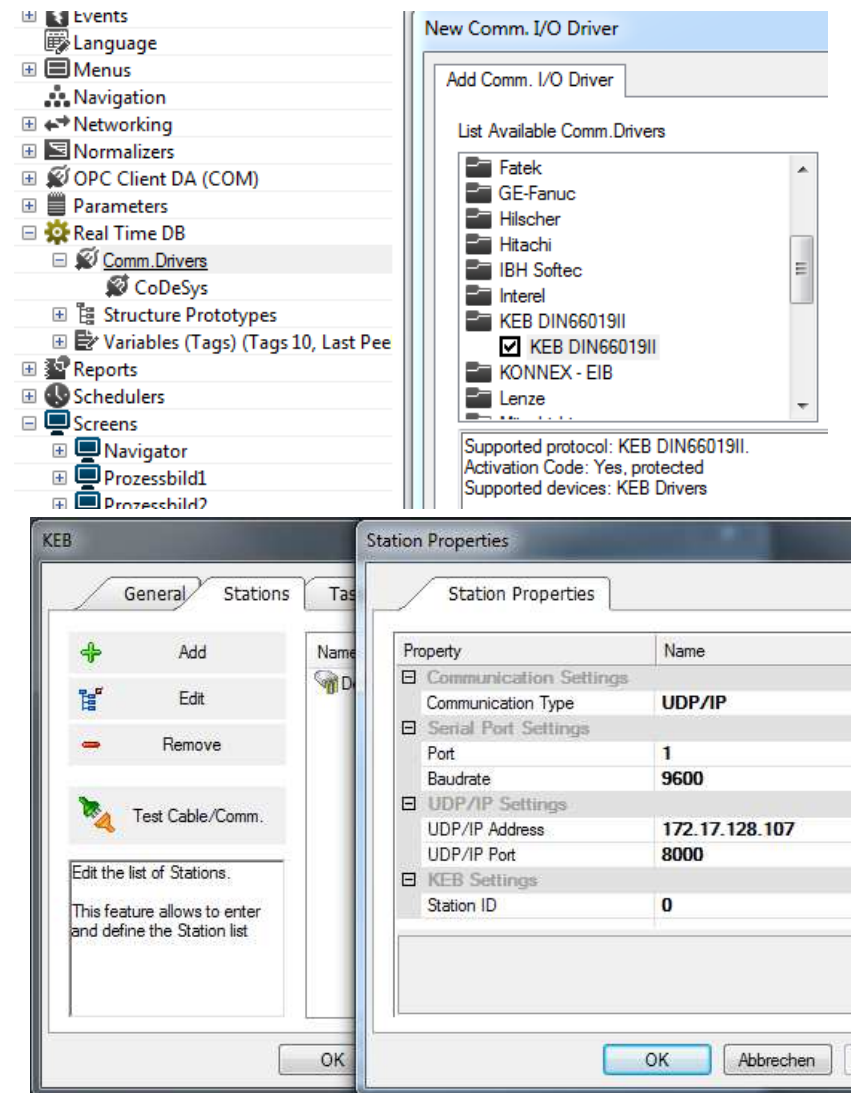 Events
Language
Menus
Navigation
Networking
Normalizers
OPC Client DA (COM)
Parameters
Real Time DB
Comm.Drivers
CoDeSys
Structure Prototypes
Variables (Tags) (Tags 10, Last Pee
Reports
Schedulers
Screens
Navigator
Prozessbild1
Prozessbild2
New Comm. I/O Driver
Add Comm. I/O Driver
List Available Comm.Drivers
Fatek
GE-Fanuc
Hilscher
Hitachi
IBH Softec
Interel
KEB DIN66019II
KEB DIN66019II
KONNEX - EIB
Lenze
Supported protocol: KEB DIN66019II.
Activation Code: Yes, protected
Supported devices: KEB Drivers
KEB
General
Stations
Tas
Add
Edit
Remove
Test Cable/Comm.
Edit the list of Stations.
This feature allows to enter
and define the Station list
Name
D
OK
Station Properties
Station Properties
Property Name
Communication Settings
Communication Type UDP/IP
Serial Port Settings
Port 1
Baudrate 9600
UDP/IP Settings
UDP/IP Address 172.17.128.107
UDP/IP Port 8000
KEB Settings
Station ID 0
OK
Abbrechen